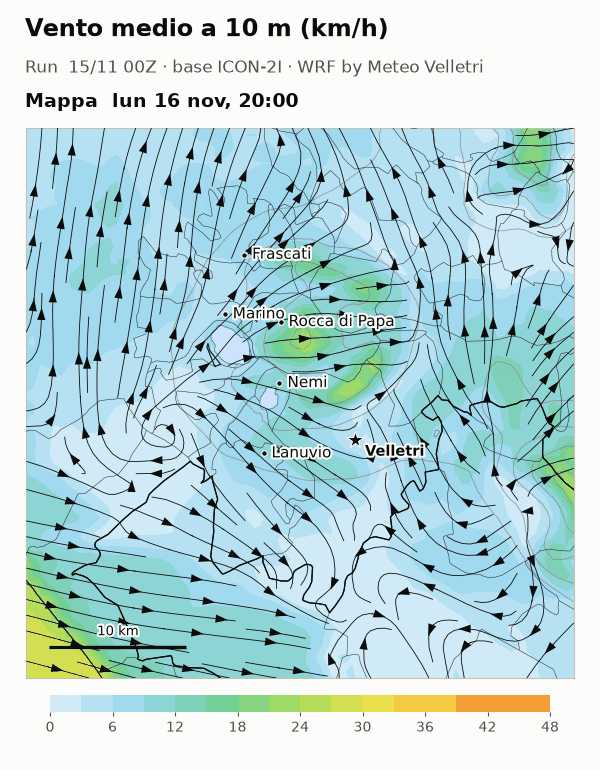 Vento medio a 10 m (km/h)
Run  15/11 00Z · base ICON-2I · WRF by Meteo Velletri
Mappa  lun 16 nov, 20:00
Frascati
Marino
Rocca di Papa
Nemi
Lanuvio
Velletri
10 km
0 6 12 18 24 30 36 42 48